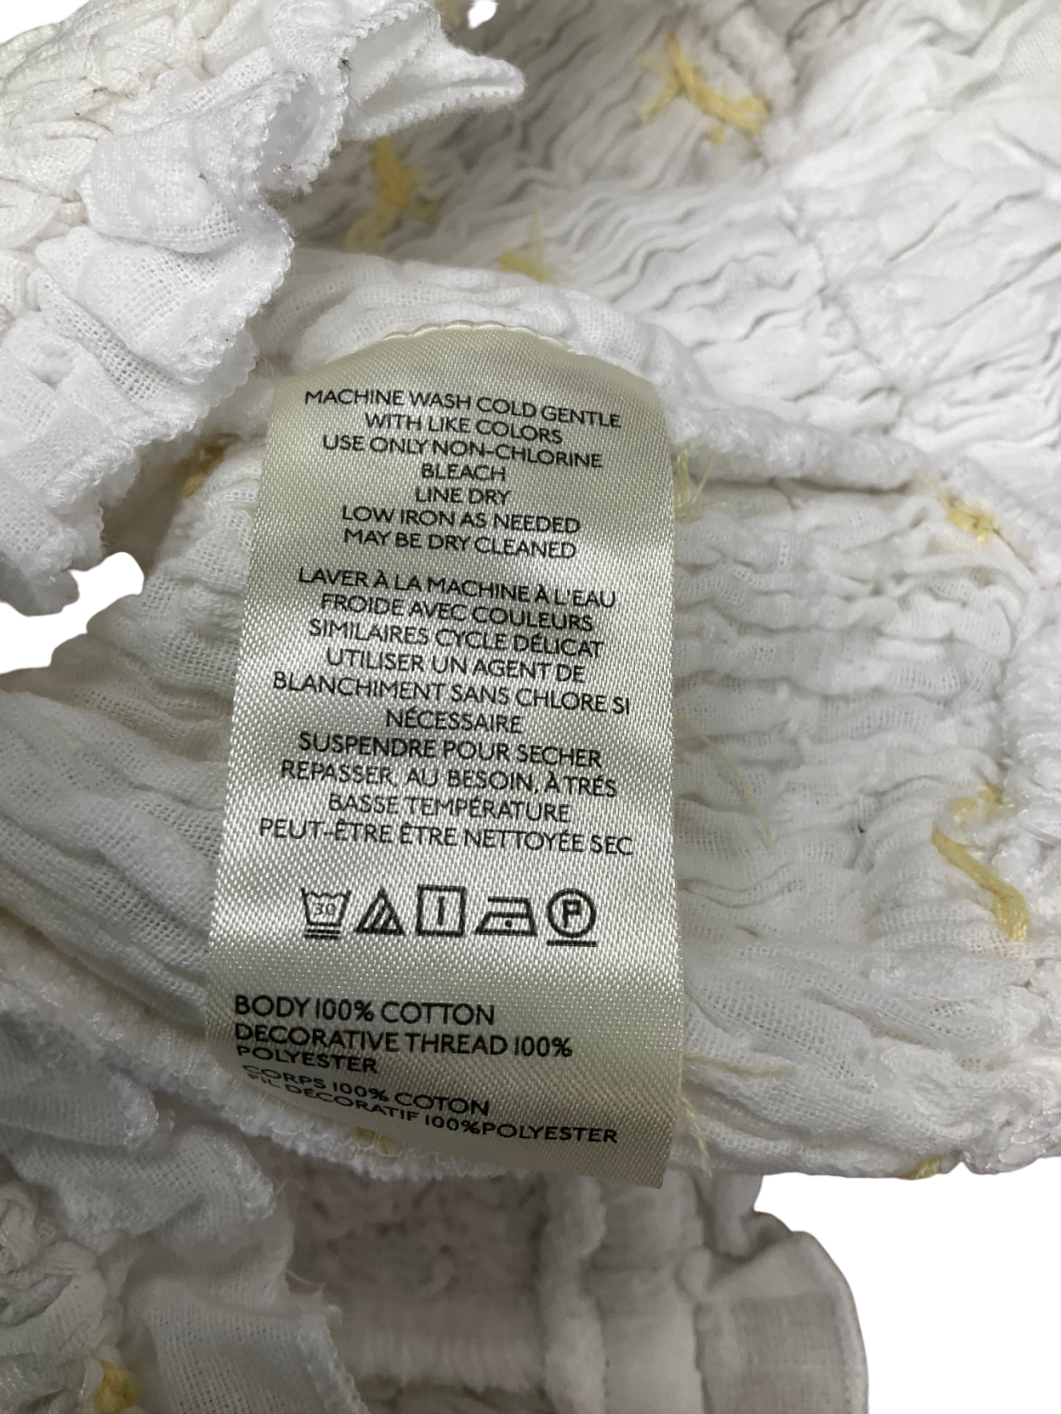 MACHINE WASH COLD GENTLE
WITH LIKE COLORS
USE ONLY NON-CHLORINE
BLEACH
LINE DRY
LOW IRON AS NEEDED
MAY BE DRY CLEANED
LAVER À LA MACHINE À L'EAU
FROIDE AVEC COULEURS
SIMILAIRES CYCLE DÉLICAT
UTILISER UN AGENT DE
BLANCHIMENT SANS CHLORE SI
NÉCESSAIRE
SUSPENDRE POUR SECHER
REPASSER, AU BESOIN, À TRÉS
BASSE TEMPÉRATURE
PEUT-ÊTRE ÊTRE NETTOYÉE SEC
30 P
BODY 100% COTTON
DECORATIVE THREAD 100%
POLYESTER
CORPS 100% COTON
FIL DÉCORATIF 100%POLYESTER